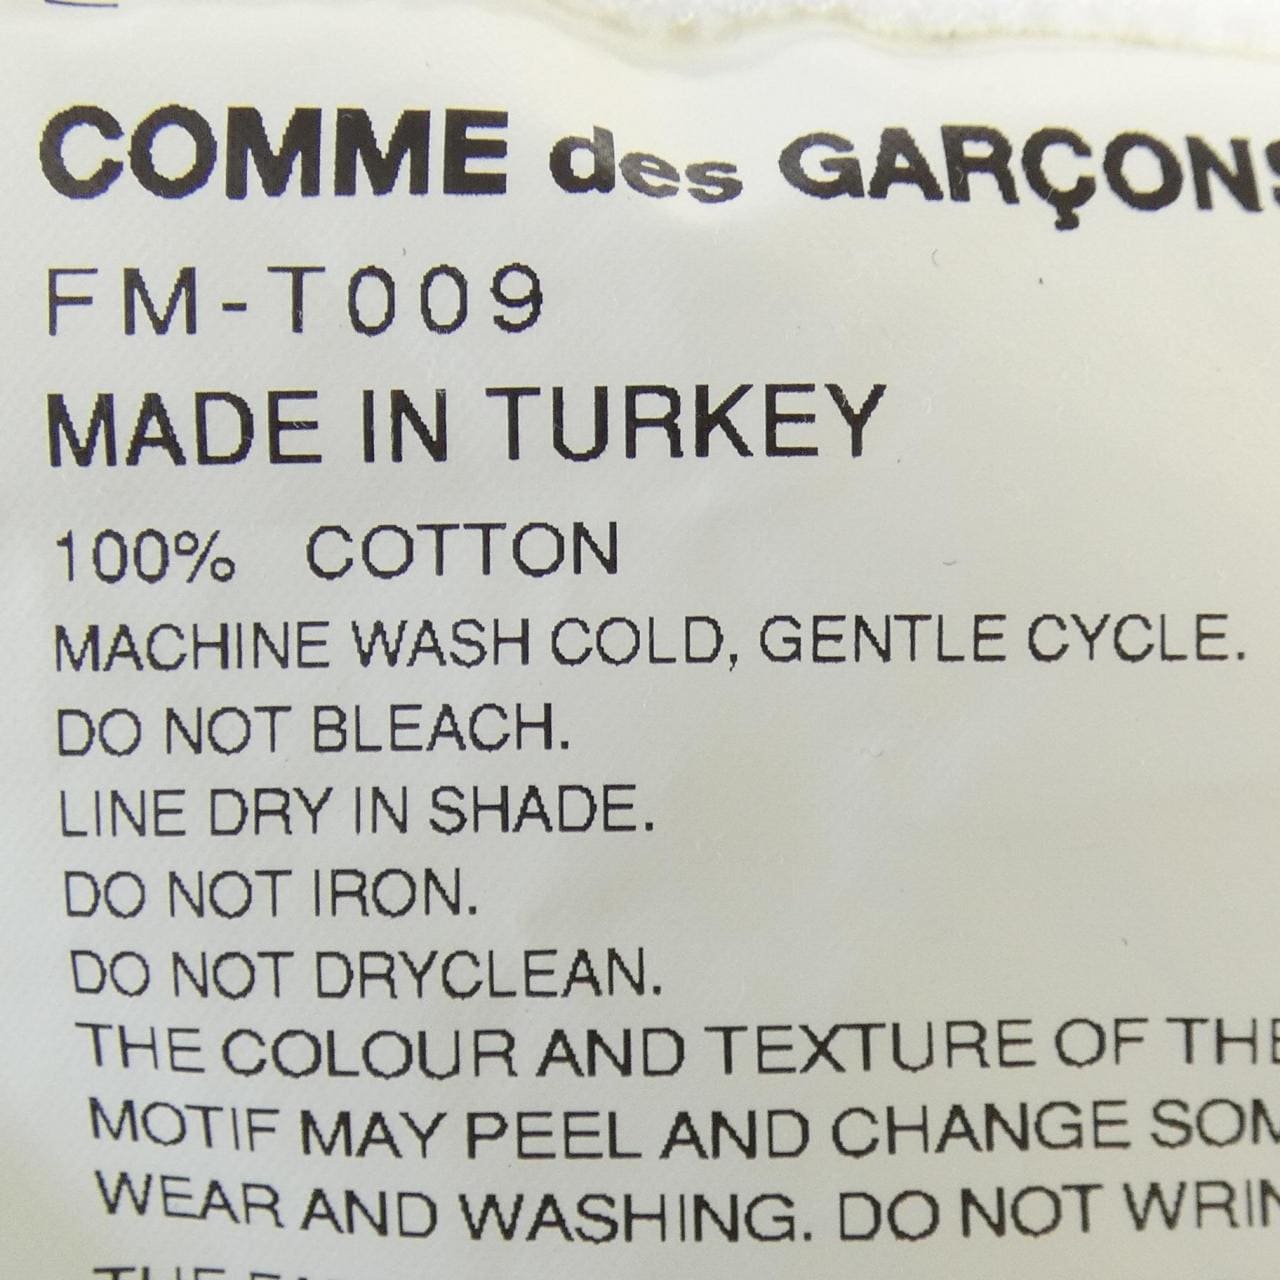 COMME des GARÇONS
FM-T009
MADE IN TURKEY
100% COTTON
MACHINE WASH COLD, GENTLE CYCLE.
DO NOT BLEACH.
LINE DRY IN SHADE.
DO NOT IRON.
DO NOT DRYCLEAN.
THE COLOUR AND TEXTURE OF THE
MOTIF MAY PEEL AND CHANGE
WEAR AND WASHING. DO NOT
THE